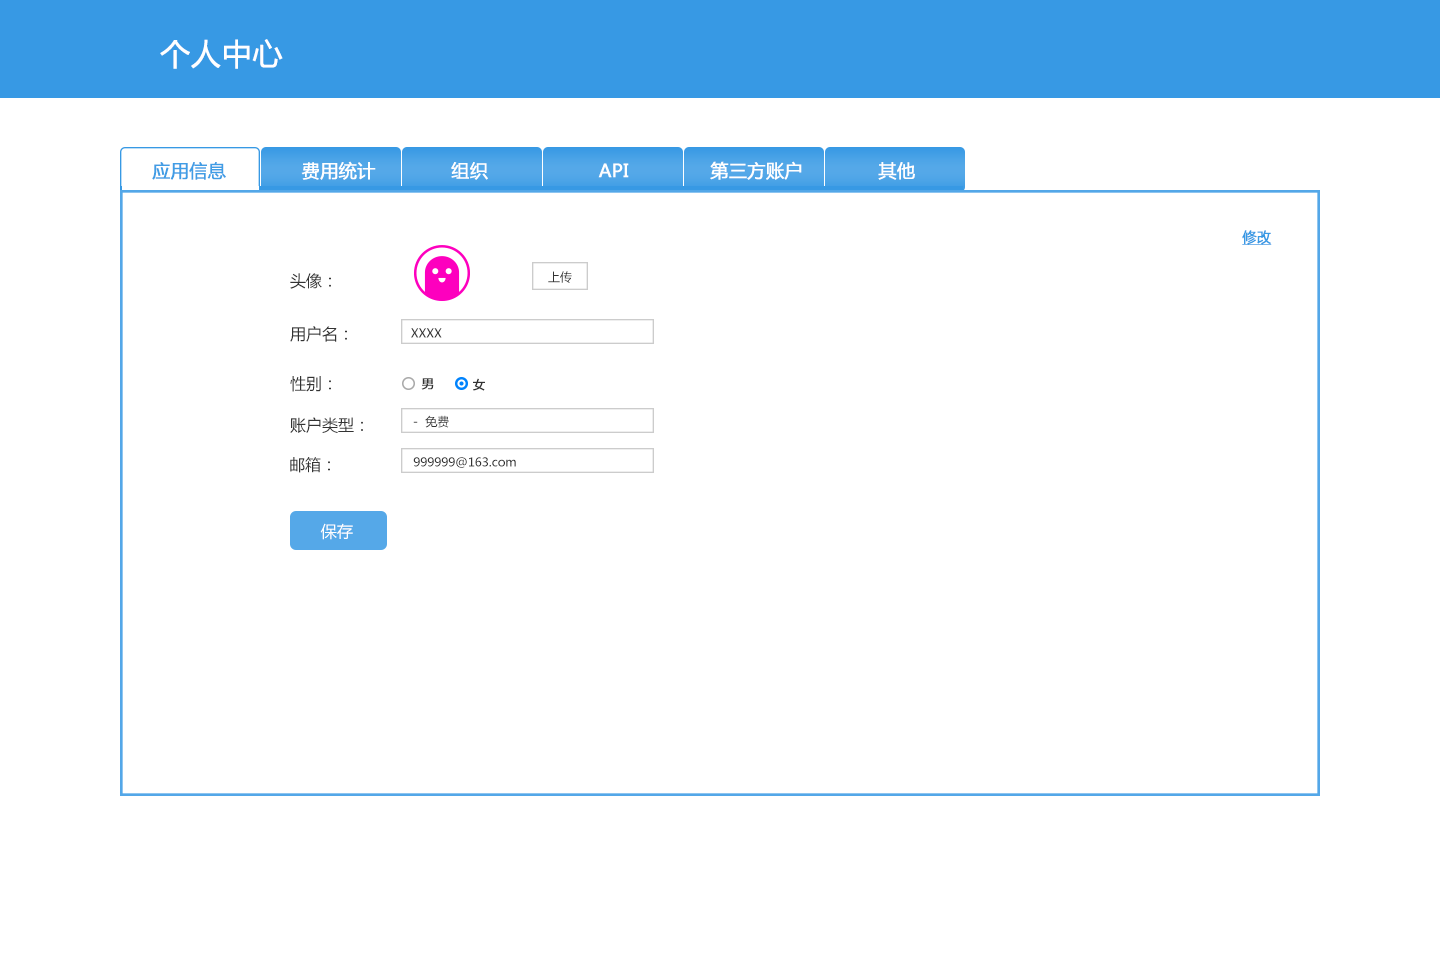 个人中心
应用信息 费用统计 组织 API 第三方账户 其他
修改
头像： 上传
用户名： XXXX
性别： 男 女
账户类型： - 免费
邮箱： 999999@163.com
保存